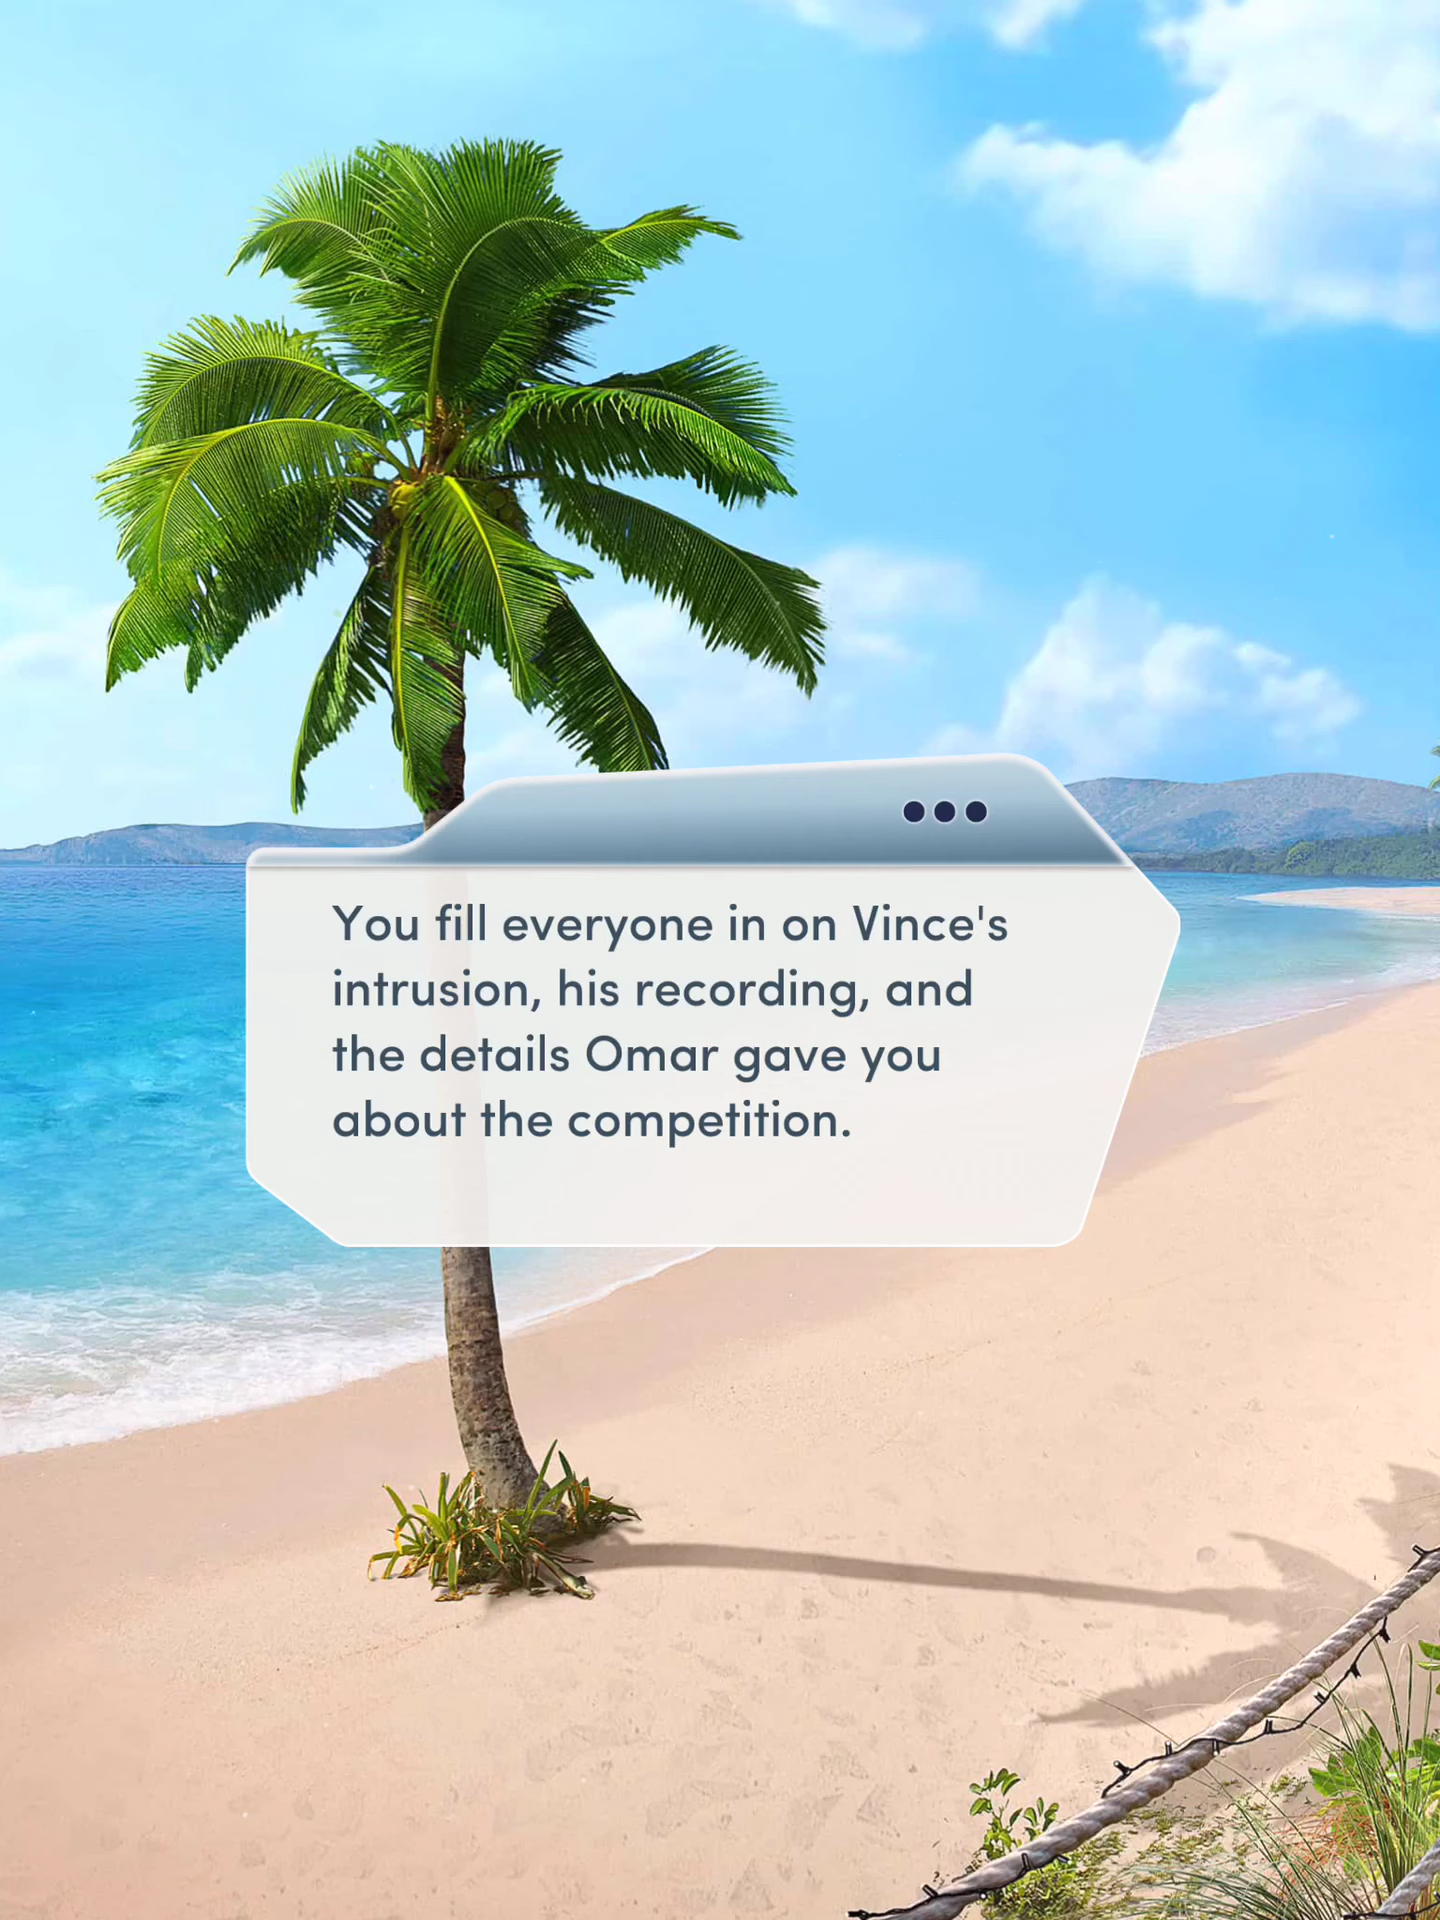 You fill everyone in on Vince's
intrusion, his recording, and
the details Omar gave you
about the competition.